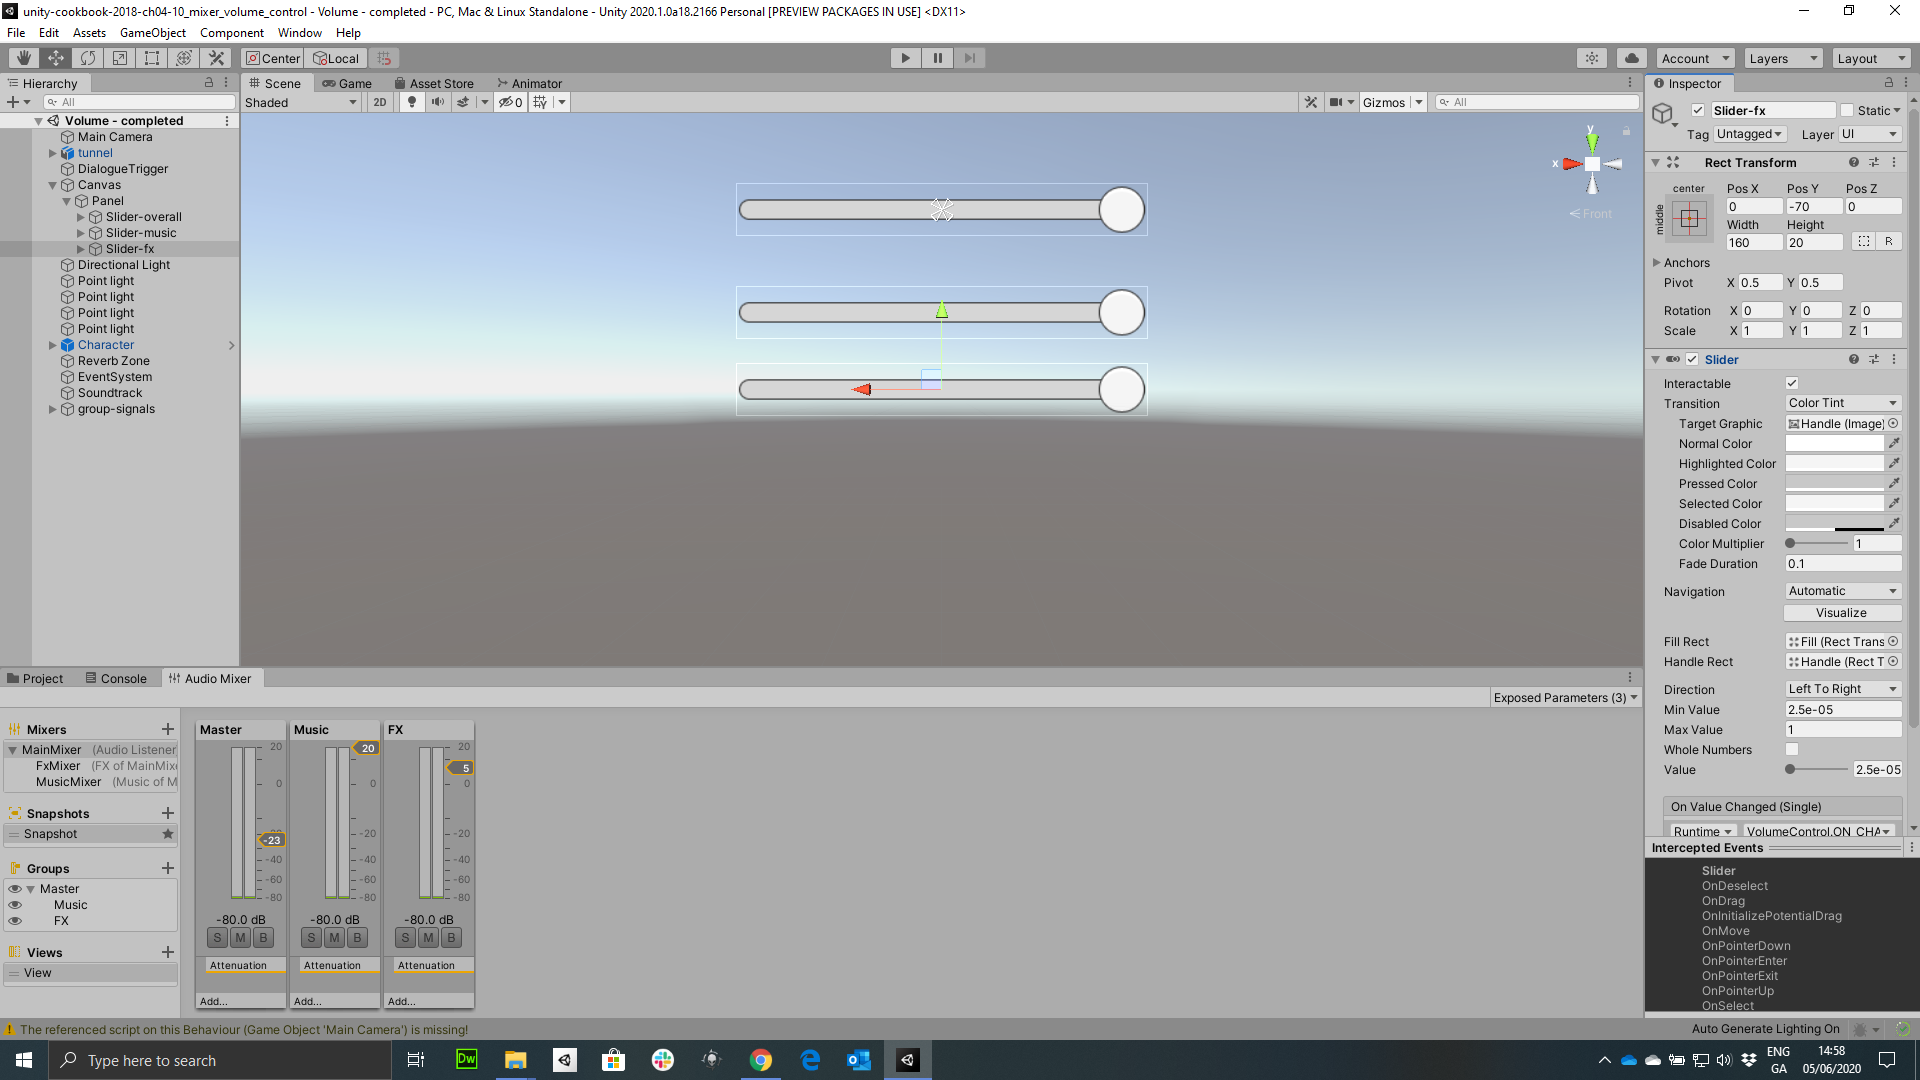 unity-cookbook-2018-ch04-10_mixer_volume_control - Volume - completed - PC, Mac & Linux Standalone - Unity 2020.1.0a18.2166 Personal [PREVIEW PACKAGES IN USE] <DX11>
File Edit Assets GameObject Component Window Help
Center Local Account Layers Layout
Hierarchy
All
Volume - completed
Main Camera
tunnel
DialogueTrigger
Canvas
Panel
Slider-overall
Slider-music
Slider-fx
Directional Light
Point light
Point light
Point light
Point light
Character
Reverb Zone
EventSystem
Soundtrack
group-signals
Scene Game Asset Store Animator
Shaded 2D 0 Gizmos All
y
x
Front
Inspector
Slider-fx Static
Tag Untagged Layer UI
Rect Transform
center
middle
Pos X Pos Y Pos Z
0 -70 0
Width Height
160 20 R
Anchors
Pivot X 0.5 Y 0.5
Rotation X 0 Y 0 Z 0
Scale X 1 Y 1 Z 1
Slider
Interactable
Transition Color Tint
Target Graphic Handle (Image)
Normal Color
Highlighted Color
Pressed Color
Selected Color
Disabled Color
Color Multiplier 1
Fade Duration 0.1
Navigation Automatic
Visualize
Fill Rect Fill (Rect Trans
Handle Rect Handle (Rect T
Direction Left To Right
Min Value 2.5e-05
Max Value 1
Whole Numbers
Value 2.5e-05
On Value Changed (Single)
Runtime VolumeControl.ON_CHA
Intercepted Events
Slider
OnDeselect
OnDrag
OnInitializePotentialDrag
OnMove
OnPointerDown
OnPointerEnter
OnPointerExit
OnPointerUp
OnSelect
Project Console Audio Mixer
Exposed Parameters (3)
Mixers
MainMixer (Audio Listener
FxMixer (FX of MainMix
MusicMixer (Music of M
Snapshots
Snapshot
Groups
Master
Music
FX
Views
View
Master
20
0
-20
-23
-40
-60
-80
-80.0 dB
S M B
Attenuation
Add...
Music
20
0
-20
-40
-60
-80
-80.0 dB
S M B
Attenuation
Add...
FX
20
5
0
-20
-40
-60
-80
-80.0 dB
S M B
Attenuation
Add...
The referenced script on this Behaviour (Game Object 'Main Camera') is missing!
Auto Generate Lighting On
Type here to search
Dw
ENG
GA
14:58
05/06/2020